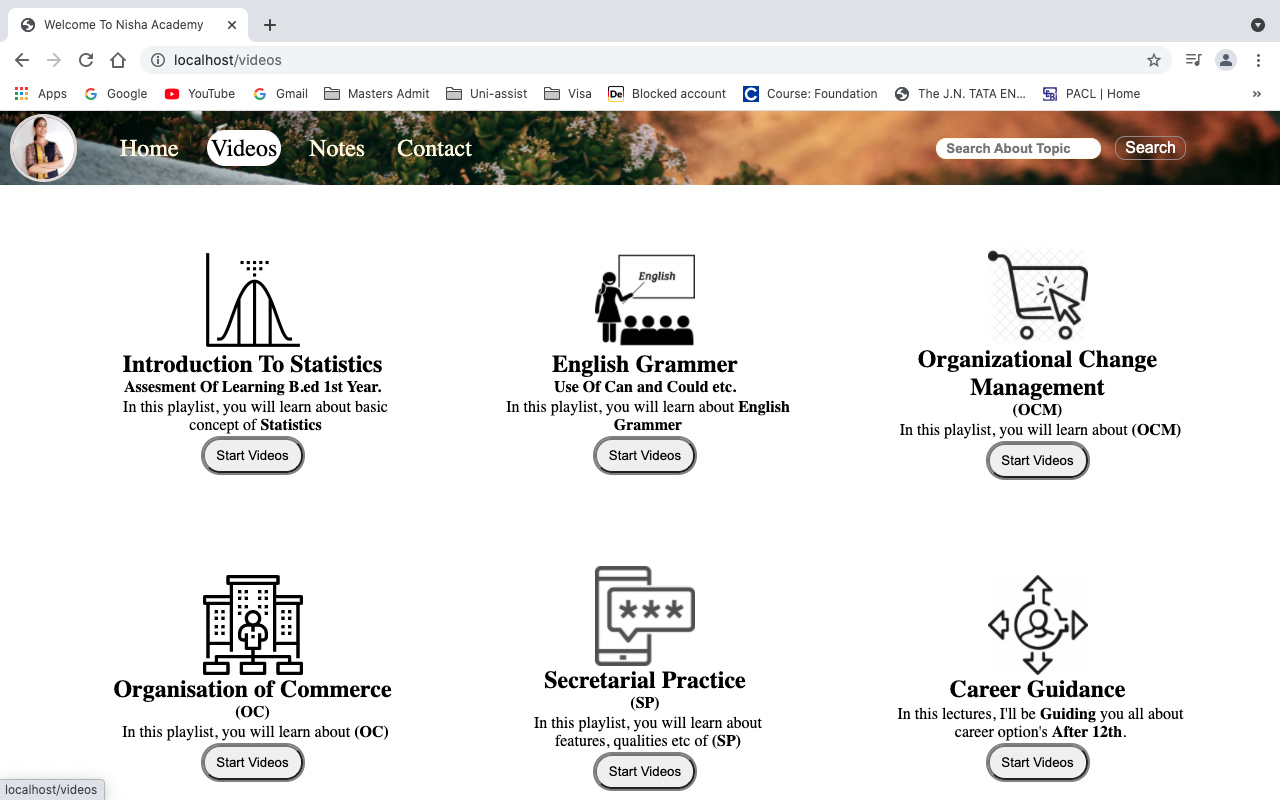 Welcome To Nisha Academy
localhost/videos
Apps Google YouTube Gmail Masters Admit Uni-assist Visa De Blocked account C Course: Foundation The J.N. TATA EN... PACL | Home »
Home Videos Notes Contact Search About Topic Search
English
Introduction To Statistics
Assesment Of Learning B.ed 1st Year.
In this playlist, you will learn about basic
concept of Statistics
Start Videos
English Grammer
Use Of Can and Could etc.
In this playlist, you will learn about English
Grammer
Start Videos
Organizational Change
Management
(OCM)
In this playlist, you will learn about (OCM)
Start Videos
Organisation of Commerce
(OC)
In this playlist, you will learn about (OC)
Start Videos
***
Secretarial Practice
(SP)
In this playlist, you will learn about
features, qualities etc of (SP)
Start Videos
Career Guidance
In this lectures, I'll be Guiding you all about
career option's After 12th.
Start Videos
localhost/videos